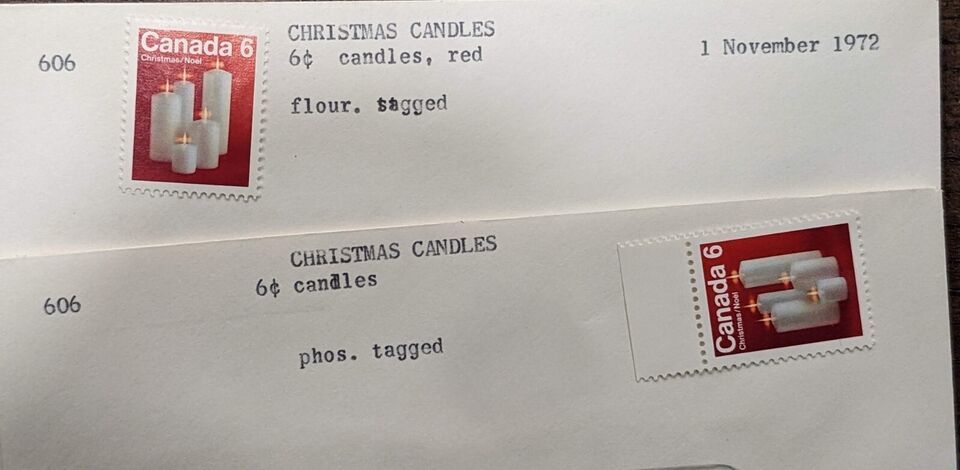 606
Canada 6
Christmas/Noël
CHRISTMAS CANDLES
6¢ candles, red
flour. tagged
1 November 1972
606
CHRISTMAS CANDLES
6¢ candles
phos. tagged
Canada 6
Christmas/Noël